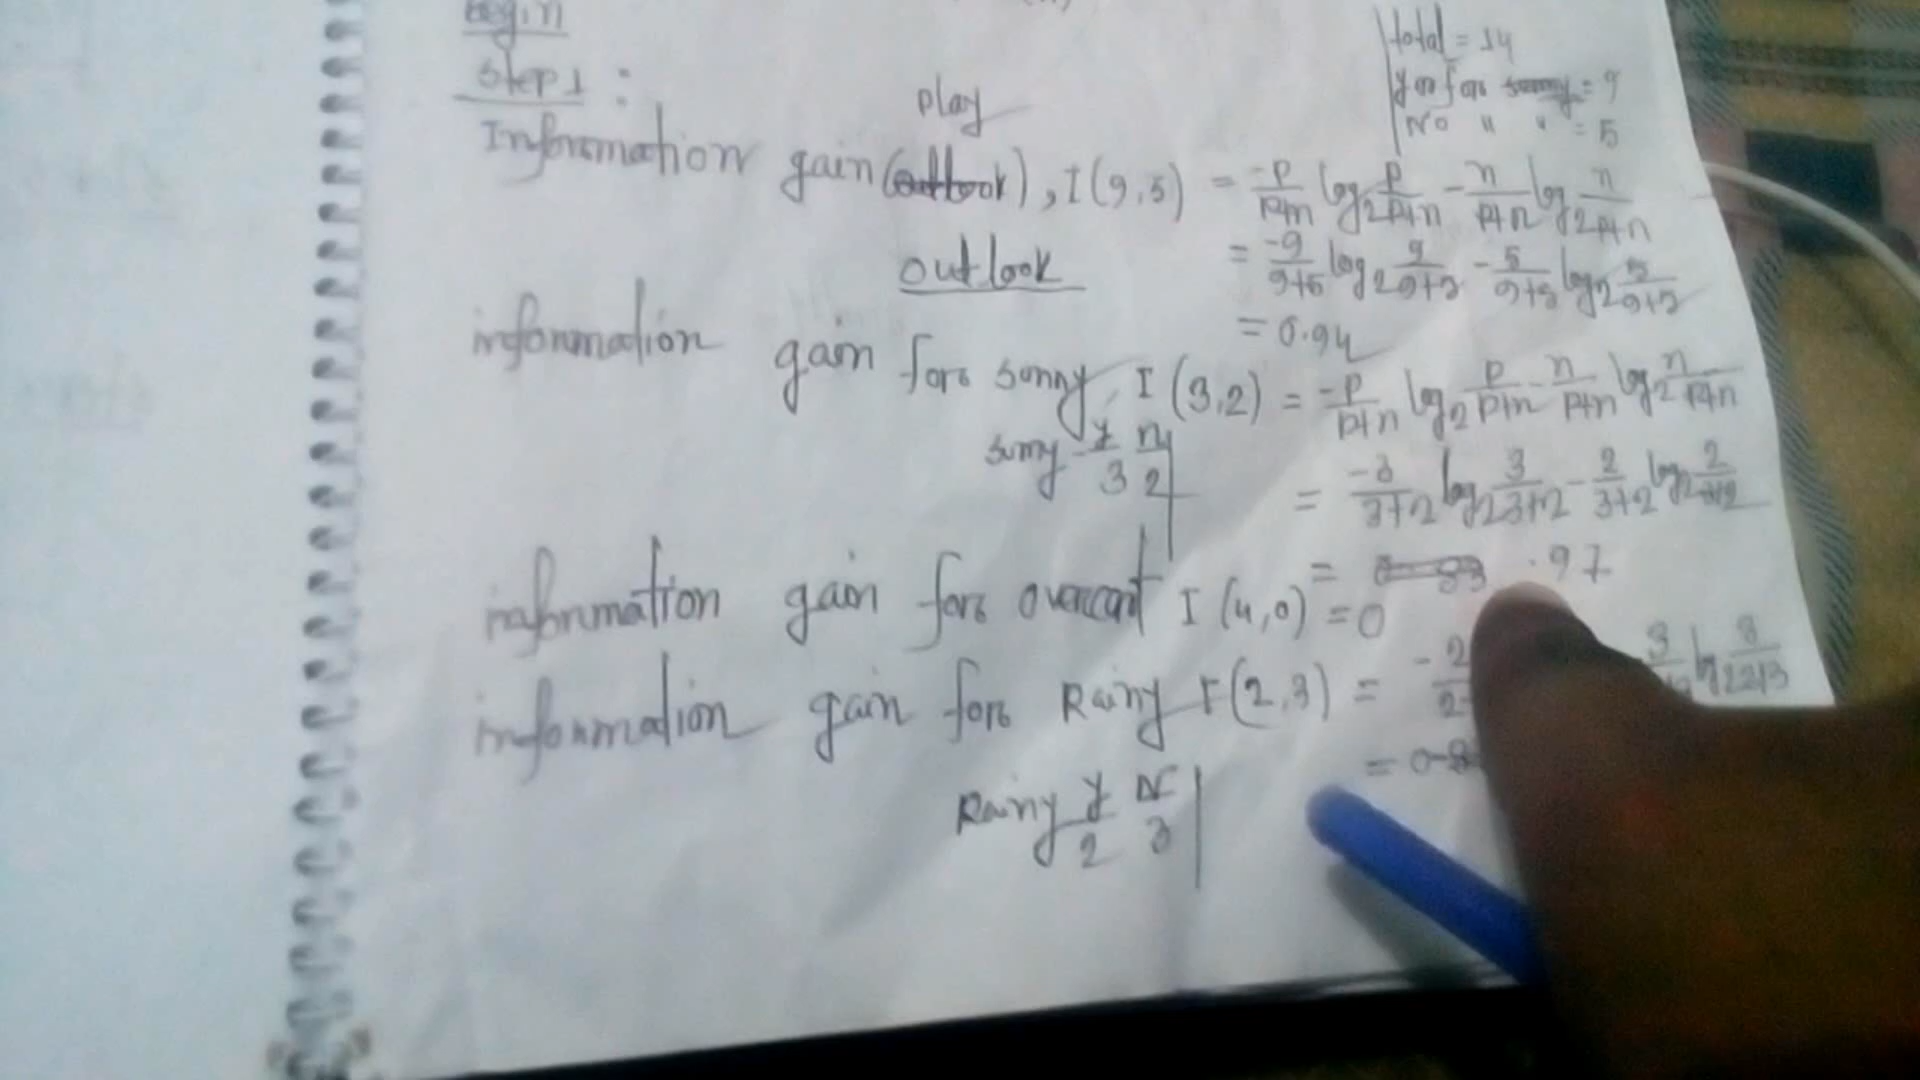 Begin
Step 1 :
total = 14
Yes for sunny = 9
No " " = 5
play
Information gain (outlook), I (9,5) = -p/p+n log2 p/p+n - n/p+n log2 n/p+n
= -9/9+5 log2 9/9+5 - 5/9+5 log2 5/9+5
= 0.94
outlook
information gain for sunny, I (3,2) = -p/p+n log2 p/p+n - n/p+n log2 n/p+n
sunny y n
3 2
= -3/3+2 log2 3/3+2 - 2/3+2 log2 2/3+2
= .97
information gain for overcast I (4,0) = 0
information gain for Rainy I (2,3) = -2
= 0
Rainy y N
2 3